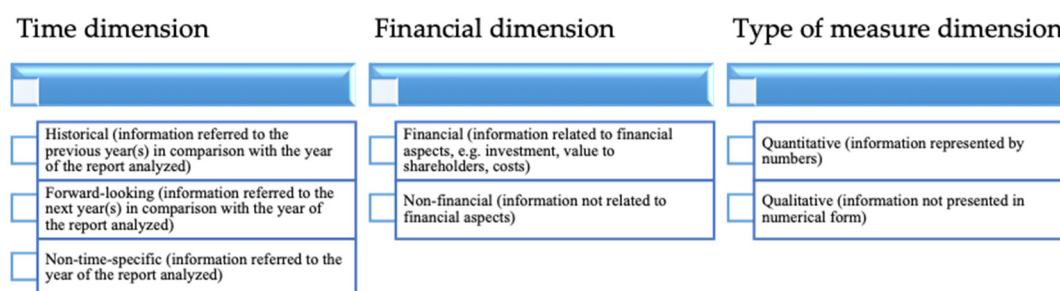 Time dimension
Historical (information referred to the
previous year(s) in comparison with the year
of the report analyzed)
Forward-looking (information referred to the
next year(s) in comparison with the year of
the report analyzed)
Non-time-specific (information referred to the
year of the report analyzed)
Financial dimension
Financial (information related to financial
aspects, e.g. investment, value to
shareholders, costs)
Non-financial (information not related to
financial aspects)
Type of measure dimension
Quantitative (information represented by
numbers)
Qualitative (information not presented in
numerical form)